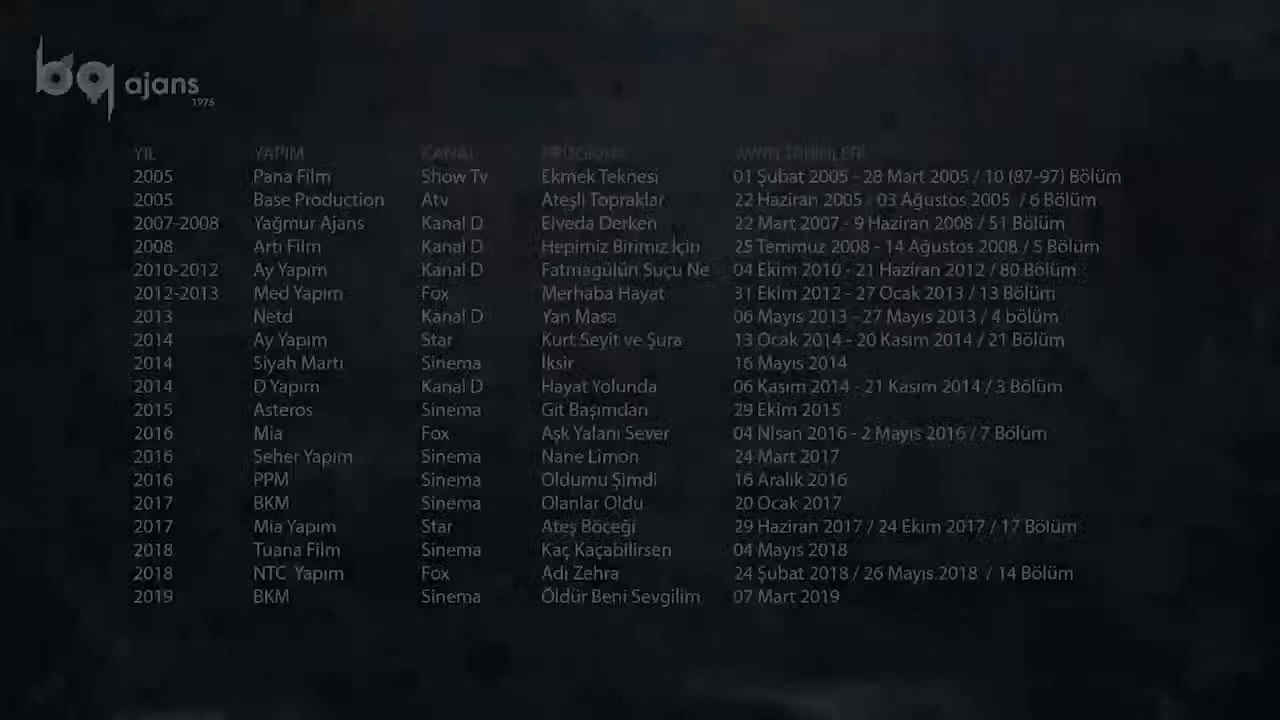 bq ajans
1975
YIL YAPIM KANAL PROGRAM YAYIN TARİHLERİ
2005 Pana Film Show Tv Ekmek Teknesi 01 Şubat 2005 - 28 Mart 2005 / 10 (87-97) Bölüm
2005 Base Production Atv Ateşli Topraklar 22 Haziran 2005 - 03 Ağustos 2005 / 6 Bölüm
2007-2008 Yağmur Ajans Kanal D Elveda Derken 22 Mart 2007 - 9 Haziran 2008 / 51 Bölüm
2008 Artı Film Kanal D Hepimiz Birimiz İçin 25 Temmuz 2008 - 14 Ağustos 2008 / 5 Bölüm
2010-2012 Ay Yapım Kanal D Fatmagülün Suçu Ne 04 Ekim 2010 - 21 Haziran 2012 / 80 Bölüm
2012-2013 Med Yapım Fox Merhaba Hayat 31 Ekim 2012 - 27 Ocak 2013 / 13 Bölüm
2013 Netd Kanal D Yan Masa 06 Mayıs 2013 - 27 Mayıs 2013 / 4 bölüm
2014 Ay Yapım Star Kurt Seyit ve Şura 13 Ocak 2014 - 20 Kasım 2014 / 21 Bölüm
2014 Siyah Martı Sinema İksir 16 Mayıs 2014
2014 D Yapım Kanal D Hayat Yolunda 06 Kasım 2014 - 21 Kasım 2014 / 3 Bölüm
2015 Asteros Sinema Git Başımdan 29 Ekim 2015
2016 Mia Fox Aşk Yalanı Sever 04 Nisan 2016 - 2 Mayıs 2016 / 7 Bölüm
2016 Seher Yapım Sinema Nane Limon 24 Mart 2017
2016 PPM Sinema Oldumu Şimdi 16 Aralık 2016
2017 BKM Sinema Olanlar Oldu 20 Ocak 2017
2017 Mia Yapım Star Ateş Böceği 29 Haziran 2017 / 24 Ekim 2017 / 17 Bölüm
2018 Tuana Film Sinema Kaç Kaçabilirsen 04 Mayıs 2018
2018 NTC Yapım Fox Adı Zehra 24 Şubat 2018 / 26 Mayıs 2018 / 14 Bölüm
2019 BKM Sinema Öldür Beni Sevgilim 07 Mart 2019